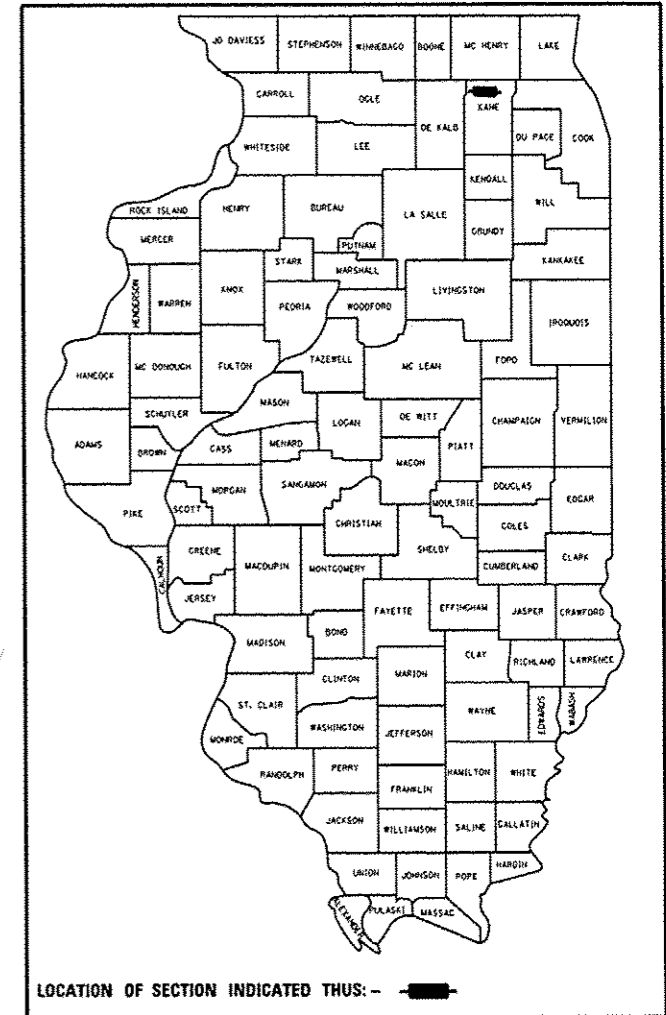 JO DAVIESS STEPHENSON WINNEBAGO BOONE MC HENRY LAKE
CARROLL OGLE DE KALB KANE DU PAGE COOK
WHITESIDE LEE KENDALL WILL
ROCK ISLAND HENRY BUREAU LA SALLE GRUNDY
MERCER PUTNAM KANKAKEE
STARK MARSHALL
HENDERSON WARREN KNOX PEORIA WOODFORD LIVINGSTON IROQUOIS
HANCOCK MC DONOUGH FULTON TAZEWELL MC LEAN FORD
MASON
SCHUYLER LOGAN DE WITT CHAMPAIGN VERMILION
ADAMS BROWN CASS MENARD MACON PIATT
MORGAN SANGAMON DOUGLAS EDGAR
PIKE SCOTT CHRISTIAN MOULTRIE COLES
CALHOUN GREENE MACOUPIN MONTGOMERY SHELBY CUMBERLAND CLARK
JERSEY FAYETTE EFFINGHAM JASPER CRAWFORD
MADISON BOND
CLAY RICHLAND LAWRENCE
CLINTON MARION
ST. CLAIR WAYNE EDWARDS WABASH
WASHINGTON JEFFERSON
MONROE
RANDOLPH PERRY HAMILTON WHITE
FRANKLIN
JACKSON WILLIAMSON SALINE GALLATIN
UNION JOHNSON POPE HARDIN
ALEXANDER PULASKI MASSAC
LOCATION OF SECTION INDICATED THUS: -